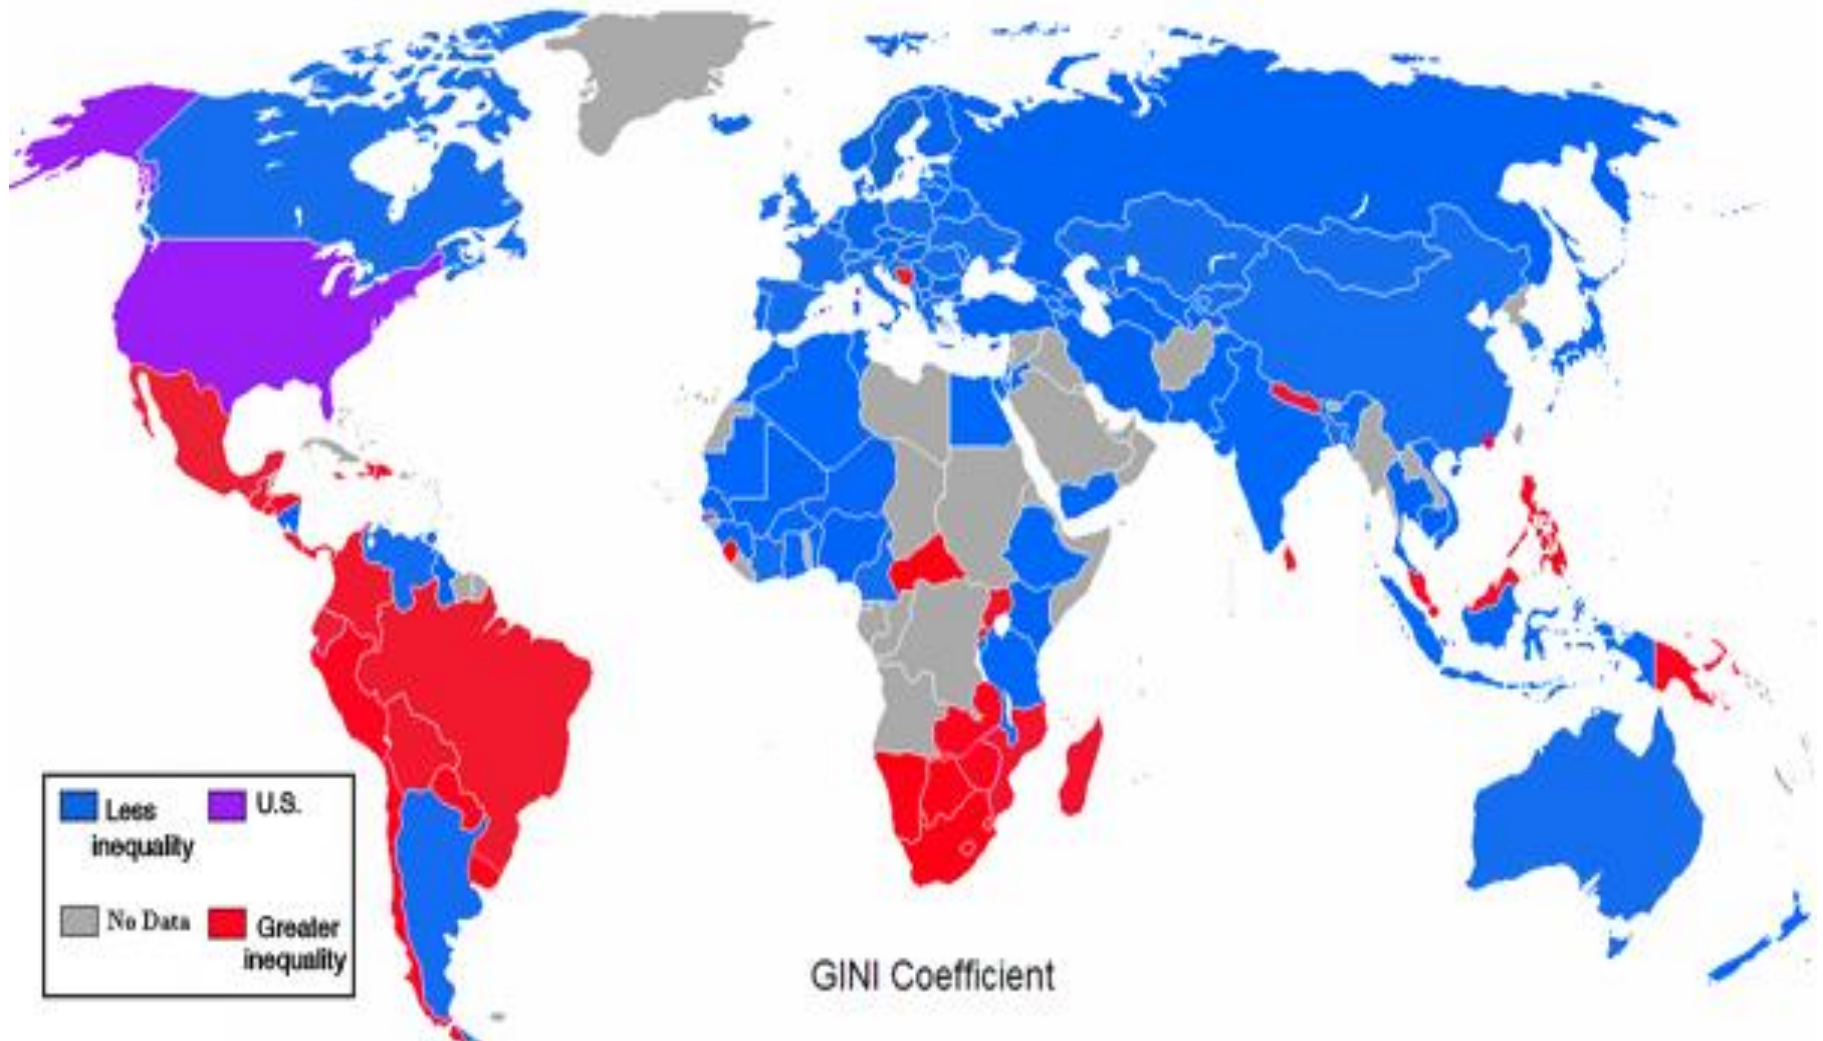 Less
inequality
U.S.
No Data
Greater
inequality
GINI Coefficient